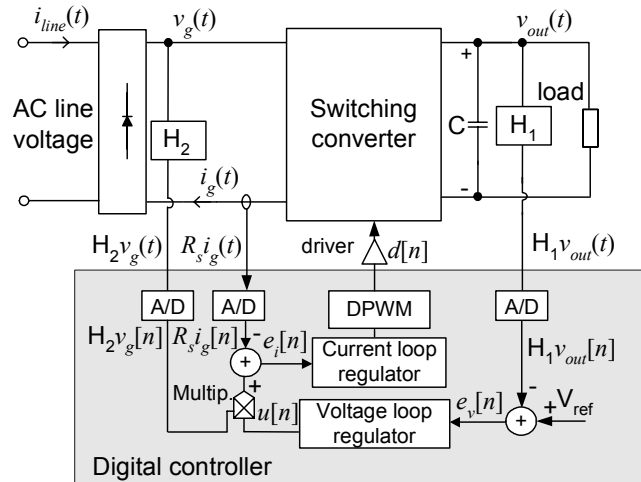 i_line(t)
v_g(t)
v_out(t)
AC line
voltage
H_2
Switching
converter
+
C
-
H_1
load
i_g(t)
H_2v_g(t)
R_si_g(t)
driver
d[n]
H_1v_out(t)
A/D
A/D
DPWM
A/D
H_2v_g[n]
R_si_g[n]
-
e_i[n]
+
+
Current loop
regulator
H_1v_out[n]
Multip.
u[n]
Voltage loop
regulator
e_v[n]
-
+
+V_ref
Digital controller